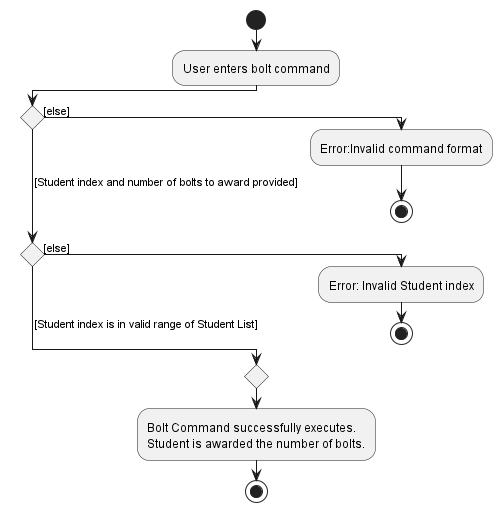 User enters bolt command
[else]
Error:Invalid command format
[Student index and number of bolts to award provided]
[else]
Error: Invalid Student index
[Student index is in valid range of Student List]
Bolt Command successfully executes.
Student is awarded the number of bolts.